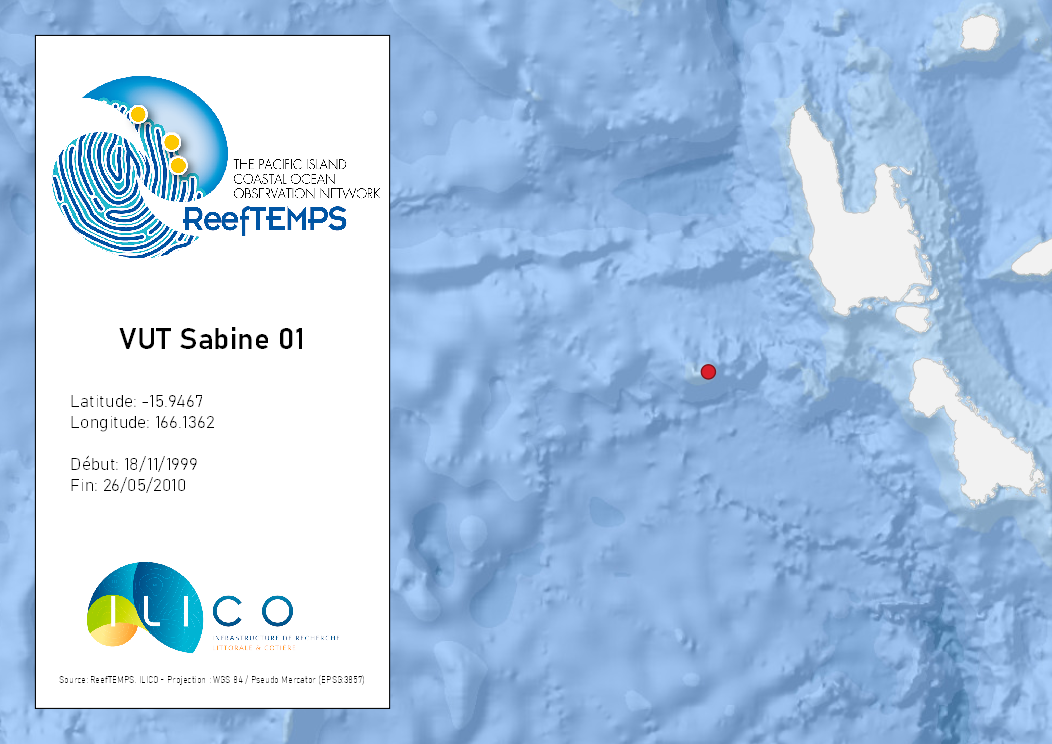 THE PACIFIC ISLAND
COASTAL OCEAN
OBSERVATION NETWORK
ReefTEMPS
VUT Sabine 01
Latitude: -15.9467
Longitude: 166.1362
Début: 18/11/1999
Fin: 26/05/2010
ILICO
INFRASTRUCTURE DE RECHERCHE
LITTORALE & COTIERE
Source: ReefTEMPS, ILICO - Projection : WGS 84 / Pseudo Mercator (EPSG:3857)